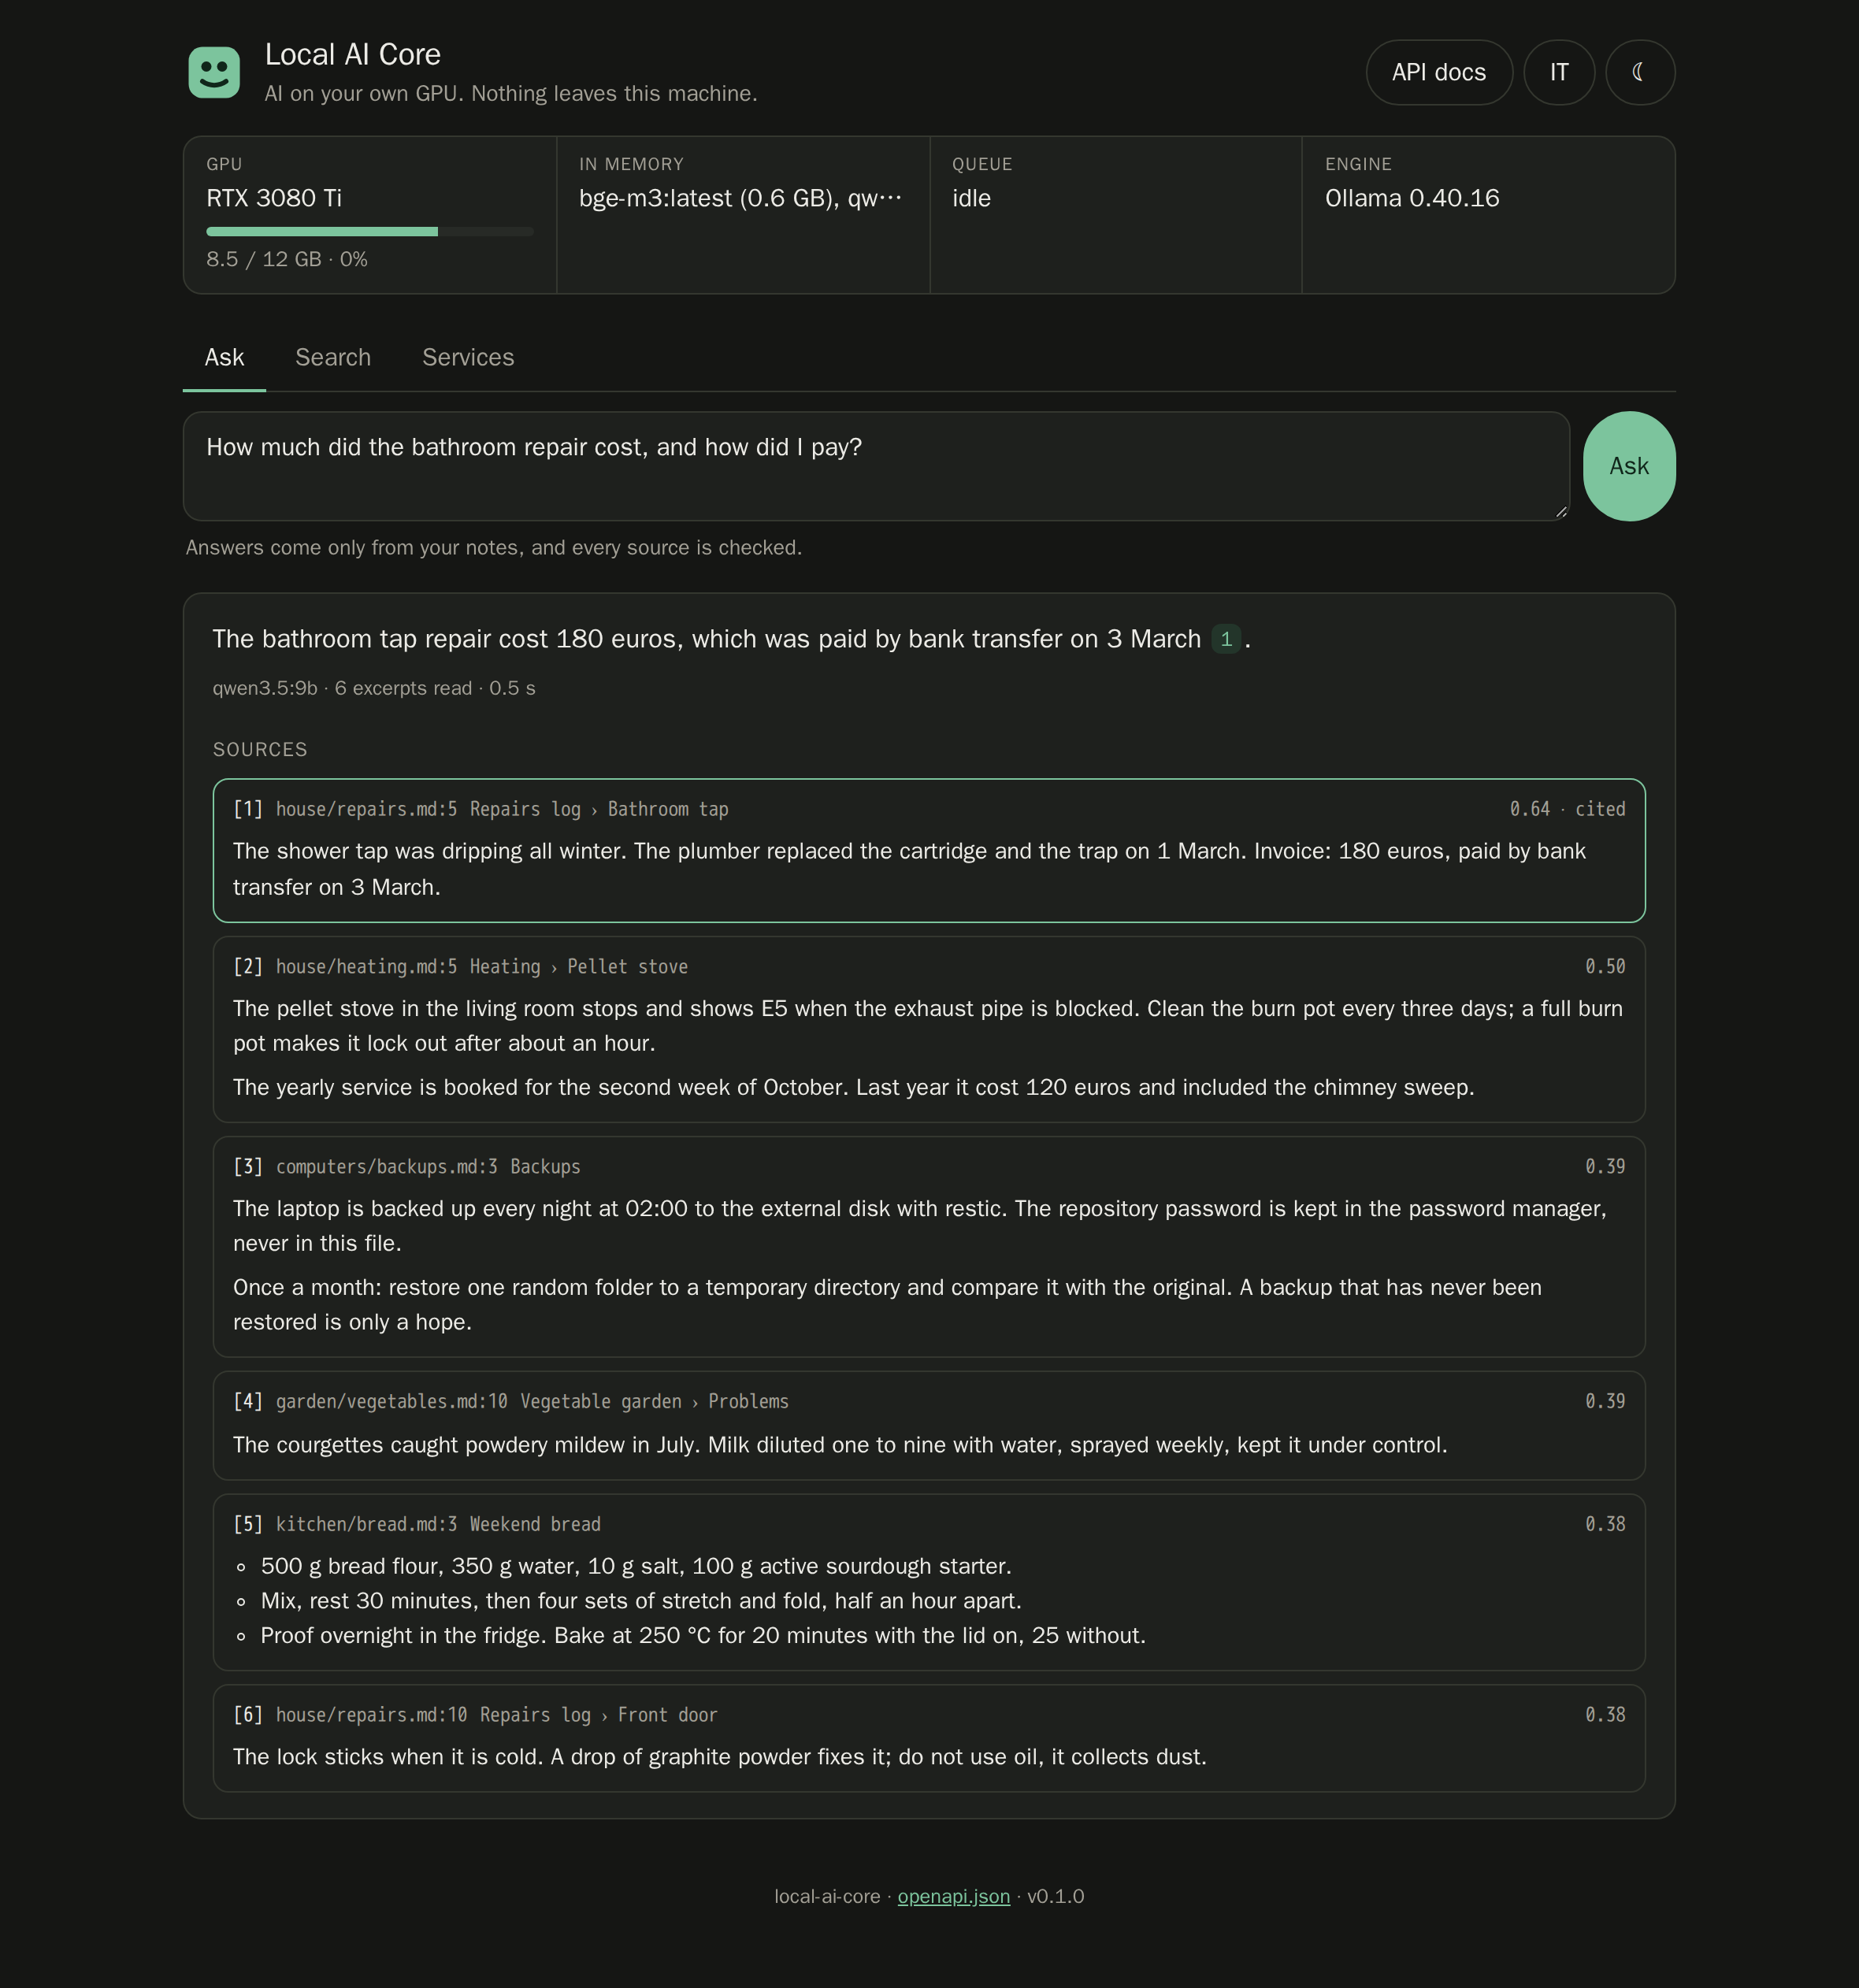 Local AI Core
AI on your own GPU. Nothing leaves this machine.
API docs
IT
GPU
RTX 3080 Ti
8.5 / 12 GB · 0%
IN MEMORY
bge-m3:latest (0.6 GB), qw···
QUEUE
idle
ENGINE
Ollama 0.40.16
Ask
Search
Services
How much did the bathroom repair cost, and how did I pay?
Ask
Answers come only from your notes, and every source is checked.
The bathroom tap repair cost 180 euros, which was paid by bank transfer on 3 March 1.
qwen3.5:9b · 6 excerpts read · 0.5 s
SOURCES
[1] house/repairs.md:5 Repairs log › Bathroom tap 0.64 · cited
The shower tap was dripping all winter. The plumber replaced the cartridge and the trap on 1 March. Invoice: 180 euros, paid by bank
transfer on 3 March.
[2] house/heating.md:5 Heating › Pellet stove 0.50
The pellet stove in the living room stops and shows E5 when the exhaust pipe is blocked. Clean the burn pot every three days; a full burn
pot makes it lock out after about an hour.
The yearly service is booked for the second week of October. Last year it cost 120 euros and included the chimney sweep.
[3] computers/backups.md:3 Backups 0.39
The laptop is backed up every night at 02:00 to the external disk with restic. The repository password is kept in the password manager,
never in this file.
Once a month: restore one random folder to a temporary directory and compare it with the original. A backup that has never been
restored is only a hope.
[4] garden/vegetables.md:10 Vegetable garden › Problems 0.39
The courgettes caught powdery mildew in July. Milk diluted one to nine with water, sprayed weekly, kept it under control.
[5] kitchen/bread.md:3 Weekend bread 0.38
◦ 500 g bread flour, 350 g water, 10 g salt, 100 g active sourdough starter.
◦ Mix, rest 30 minutes, then four sets of stretch and fold, half an hour apart.
◦ Proof overnight in the fridge. Bake at 250 °C for 20 minutes with the lid on, 25 without.
[6] house/repairs.md:10 Repairs log › Front door 0.38
The lock sticks when it is cold. A drop of graphite powder fixes it; do not use oil, it collects dust.
local-ai-core · openapi.json · v0.1.0